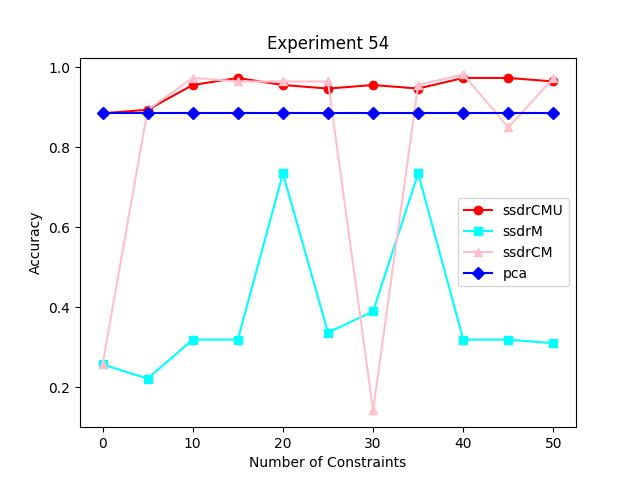 Experiment 54
1.0
0.8
0.6
0.4
0.2
Accuracy
ssdrCMU
ssdrM
ssdrCM
pca
0 10 20 30 40 50
Number of Constraints